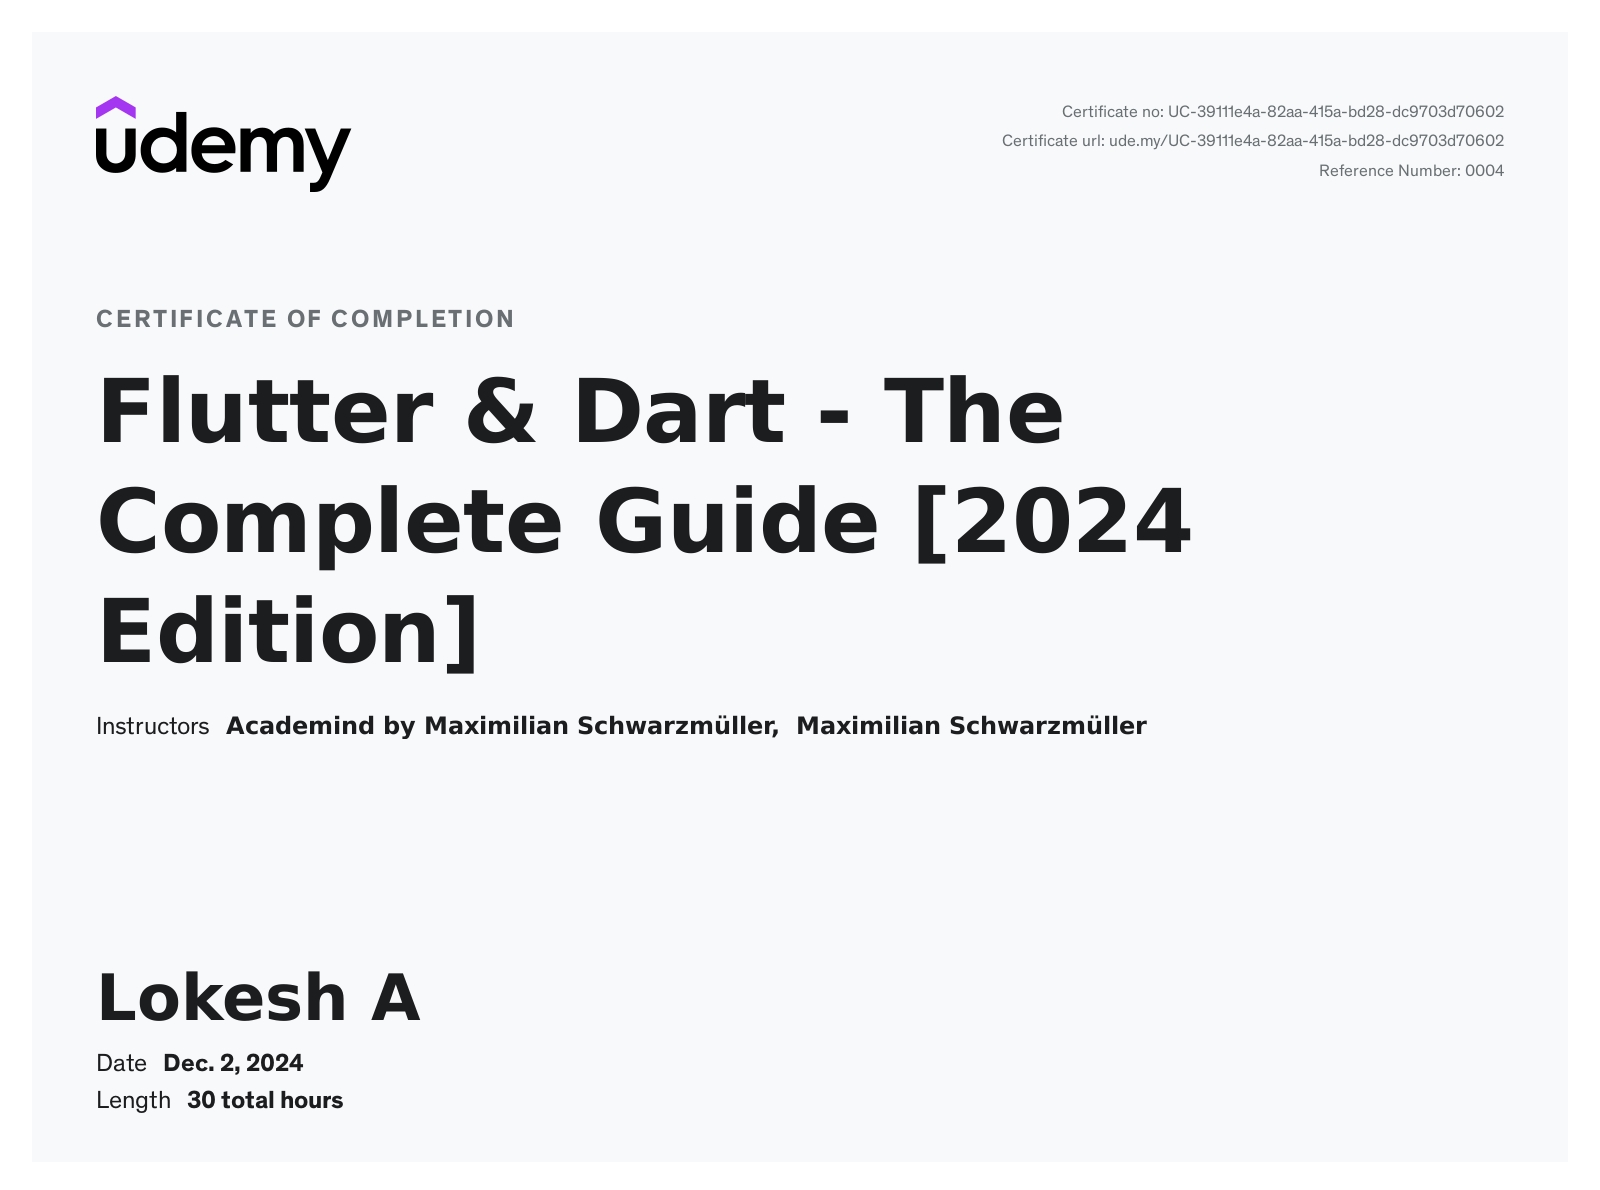 udemy
Certificate no: UC-39111e4a-82aa-415a-bd28-dc9703d70602
Certificate url: ude.my/UC-39111e4a-82aa-415a-bd28-dc9703d70602
Reference Number: 0004
CERTIFICATE OF COMPLETION
Flutter & Dart - The
Complete Guide [2024
Edition]
Instructors Academind by Maximilian Schwarzmüller, Maximilian Schwarzmüller
Lokesh A
Date Dec. 2, 2024
Length 30 total hours